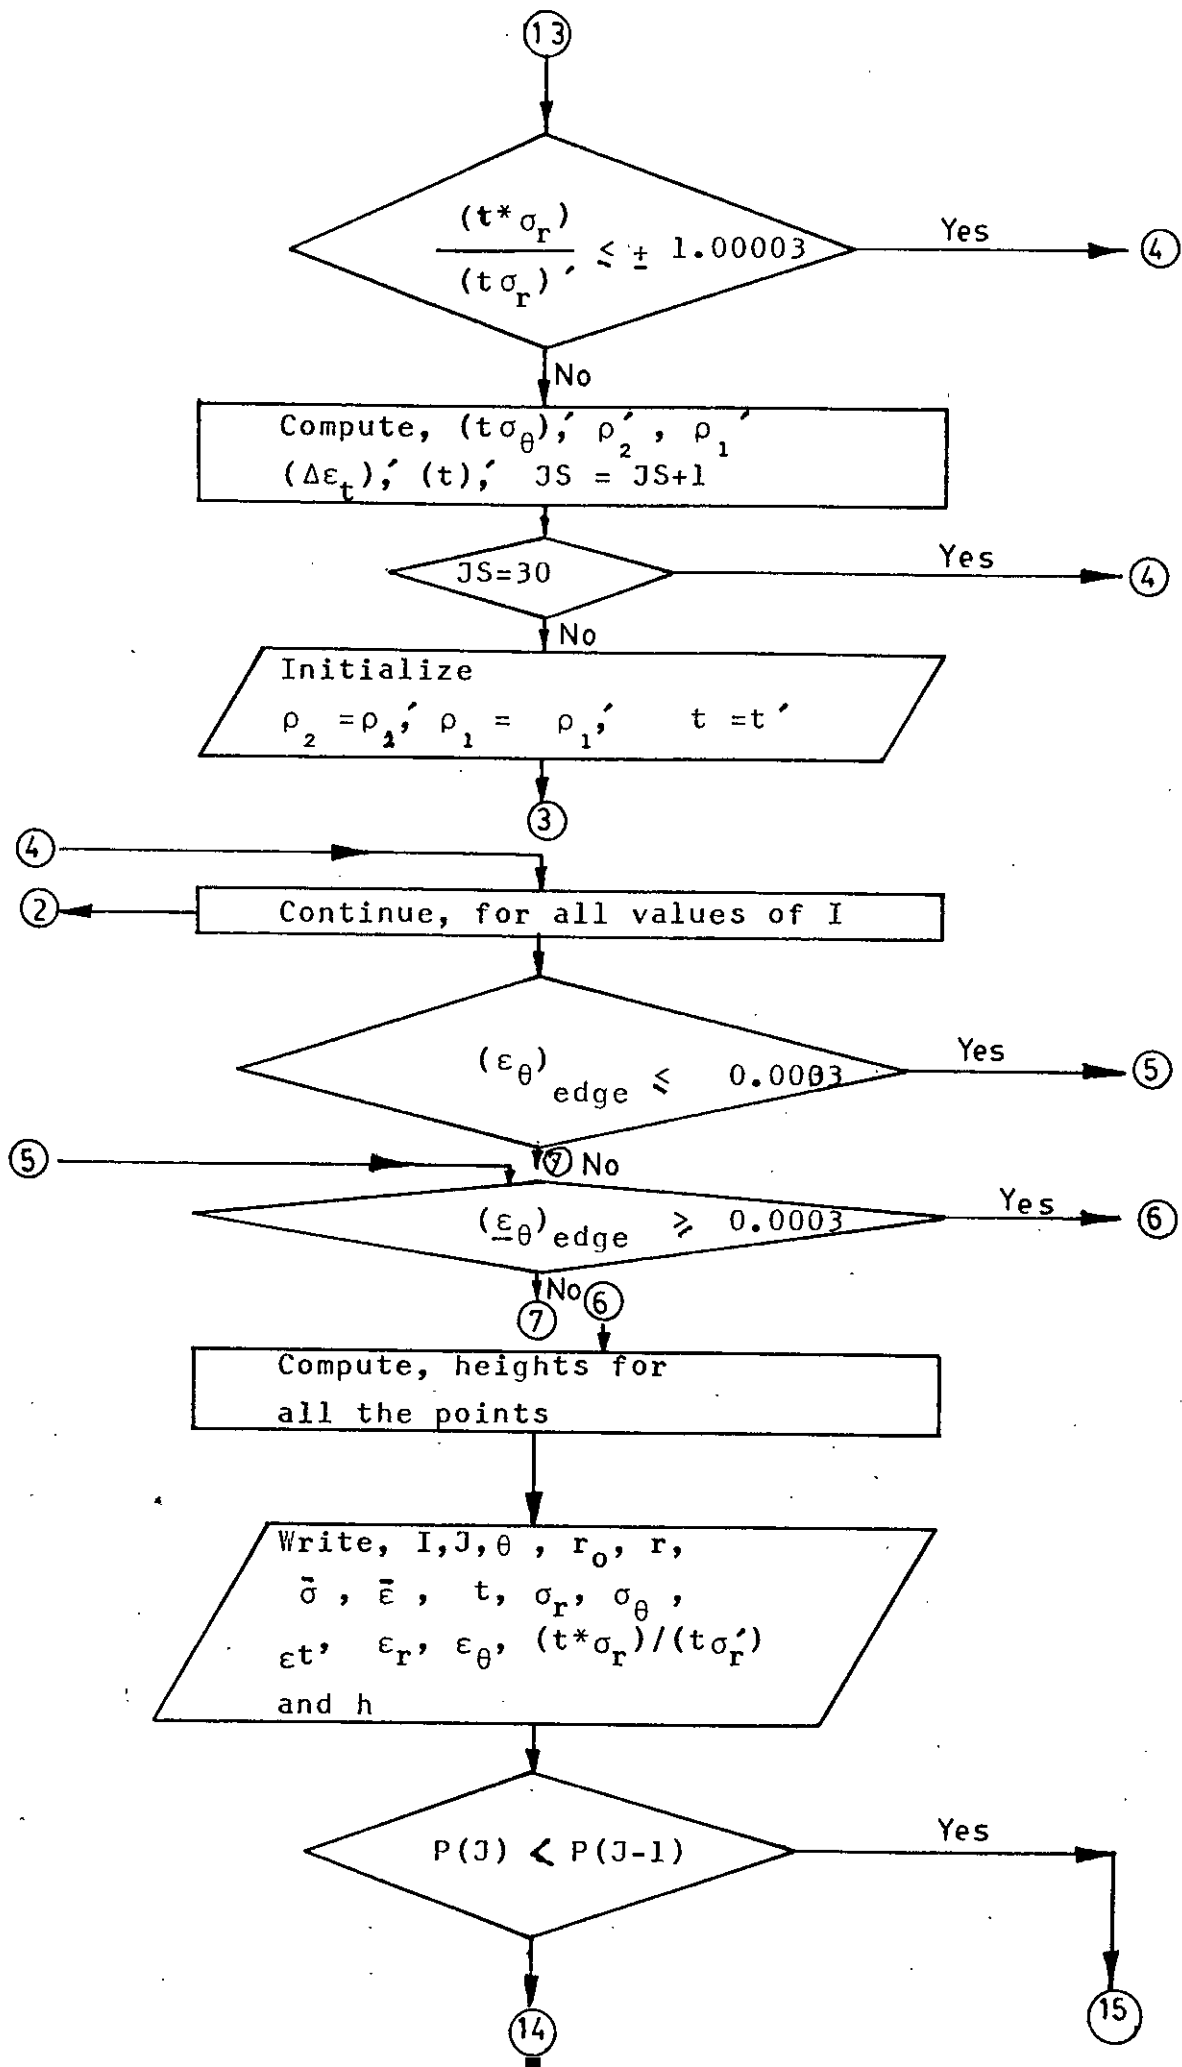 13
(t*σr)
≤ ± 1.00003
(tσr)′
Yes
4
No
Compute, (tσθ)′, ρ2′, ρ1′
(Δεt)′, (t)′, JS = JS+1
JS=30
Yes
4
No
Initialize
ρ2 =ρ2′, ρ1 = ρ1′, t =t′
3
4
2
Continue, for all values of I
(εθ)edge ≤ 0.0003
Yes
5
5
7 No
(εθ)edge ≥ 0.0003
Yes
6
No
6
7
Compute, heights for
all the points
Write, I,J,θ , ro, r,
σ̄ , ε̄ , t, σr, σθ ,
εt, εr, εθ, (t*σr)/(tσr′)
and h
P(J) < P(J-1)
Yes
14
15